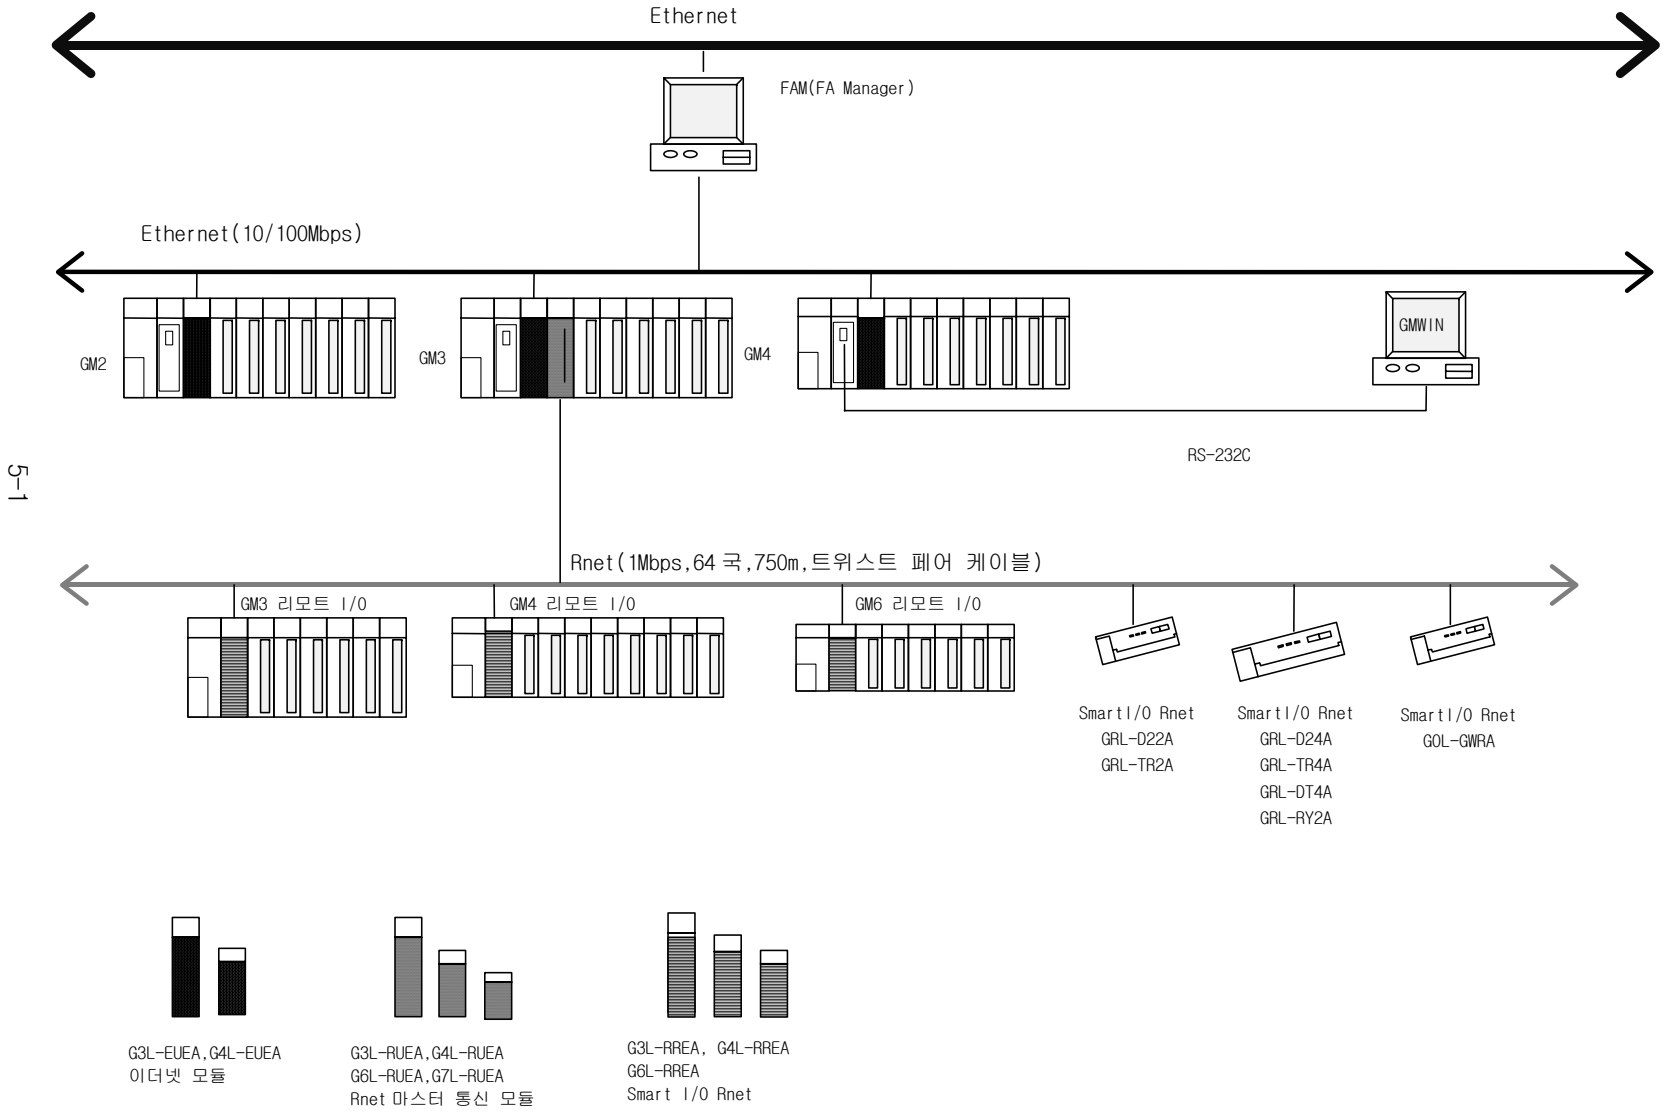 Ethernet
FAM(FA Manager)
Ethernet(10/100Mbps)
GM2
GM3
GM4
GMWIN
RS-232C
5-1
Rnet(1Mbps,64 국,750m,트위스트 페어 케이블)
GM3 리모트 I/O
GM4 리모트 I/O
GM6 리모트 I/O
SmartI/O Rnet
GRL-D22A
GRL-TR2A
SmartI/O Rnet
GRL-D24A
GRL-TR4A
GRL-DT4A
GRL-RY2A
SmartI/O Rnet
GOL-GWRA
G3L-EUEA,G4L-EUEA
이더넷 모듈
G3L-RUEA,G4L-RUEA
G6L-RUEA,G7L-RUEA
Rnet 마스터 통신 모듈
G3L-RREA, G4L-RREA
G6L-RREA
Smart I/O Rnet